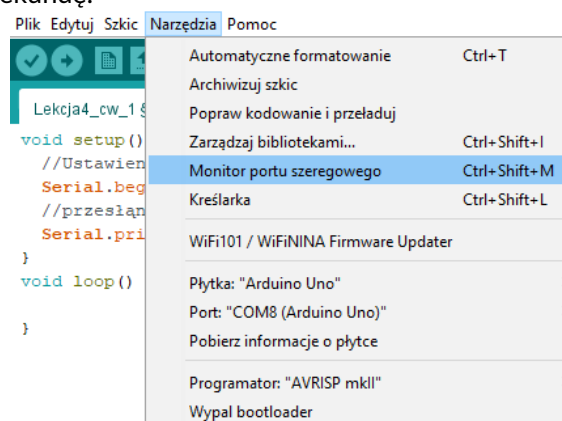 ekundę.
Plik Edytuj Szkic Narzędzia Pomoc
Automatyczne formatowanie Ctrl+T
Archiwizuj szkic
Lekcja4_cw_1 §
Popraw kodowanie i przeładuj
void setup()
Zarządzaj bibliotekami... Ctrl+Shift+I
//Ustawien
Monitor portu szeregowego Ctrl+Shift+M
Serial.beg
Kreślarka Ctrl+Shift+L
//przesłan
Serial.pri
WiFi101 / WiFiNINA Firmware Updater
}
void loop()
Płytka: "Arduino Uno"
Port: "COM8 (Arduino Uno)"
}
Pobierz informacje o płytce
Programator: "AVRISP mkII"
Wypal bootloader